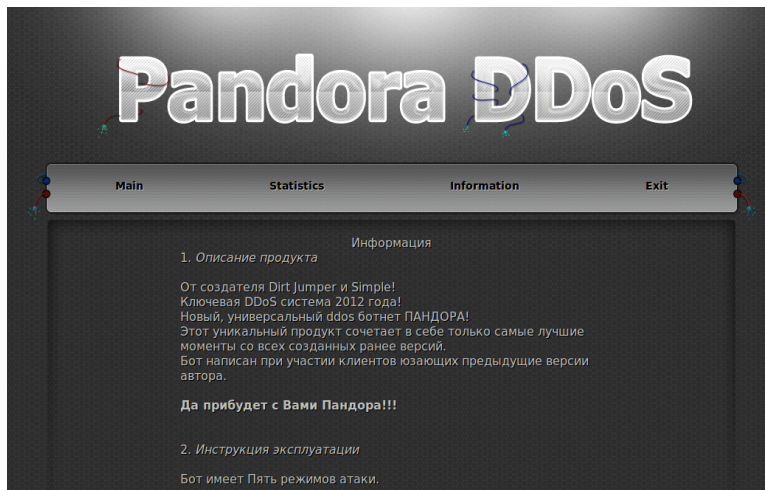 Pandora DDoS
Main Statistics Information Exit
Информация
1. Описание продукта
От создателя Dirt Jumper и Simple!
Ключевая DDoS система 2012 года!
Новый, универсальный ddos ботнет ПАНДОРА!
Этот уникальный продукт сочетает в себе только самые лучшие
моменты со всех созданных ранее версий.
Бот написан при участии клиентов юзающих предыдущие версии
автора.
Да прибудет с Вами Пандора!!!
2. Инструкция эксплуатации
Бот имеет Пять режимов атаки.